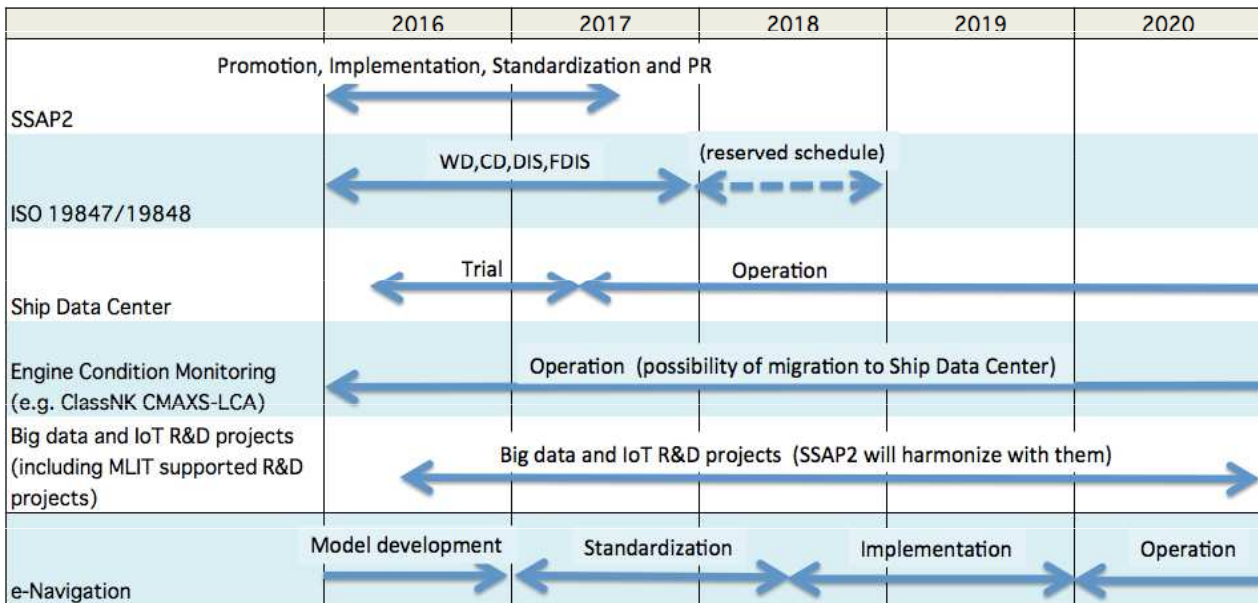 2016 2017 2018 2019 2020
Promotion, Implementation, Standardization and PR
SSAP2
WD,CD,DIS,FDIS (reserved schedule)
ISO 19847/19848
Trial Operation
Ship Data Center
Operation (possibility of migration to Ship Data Center)
Engine Condition Monitoring
(e.g. ClassNK CMAXS-LCA)
Big data and IoT R&D projects
(including MLIT supported R&D
projects)
Big data and IoT R&D projects (SSAP2 will harmonize with them)
Model development Standardization Implementation Operation
e-Navigation